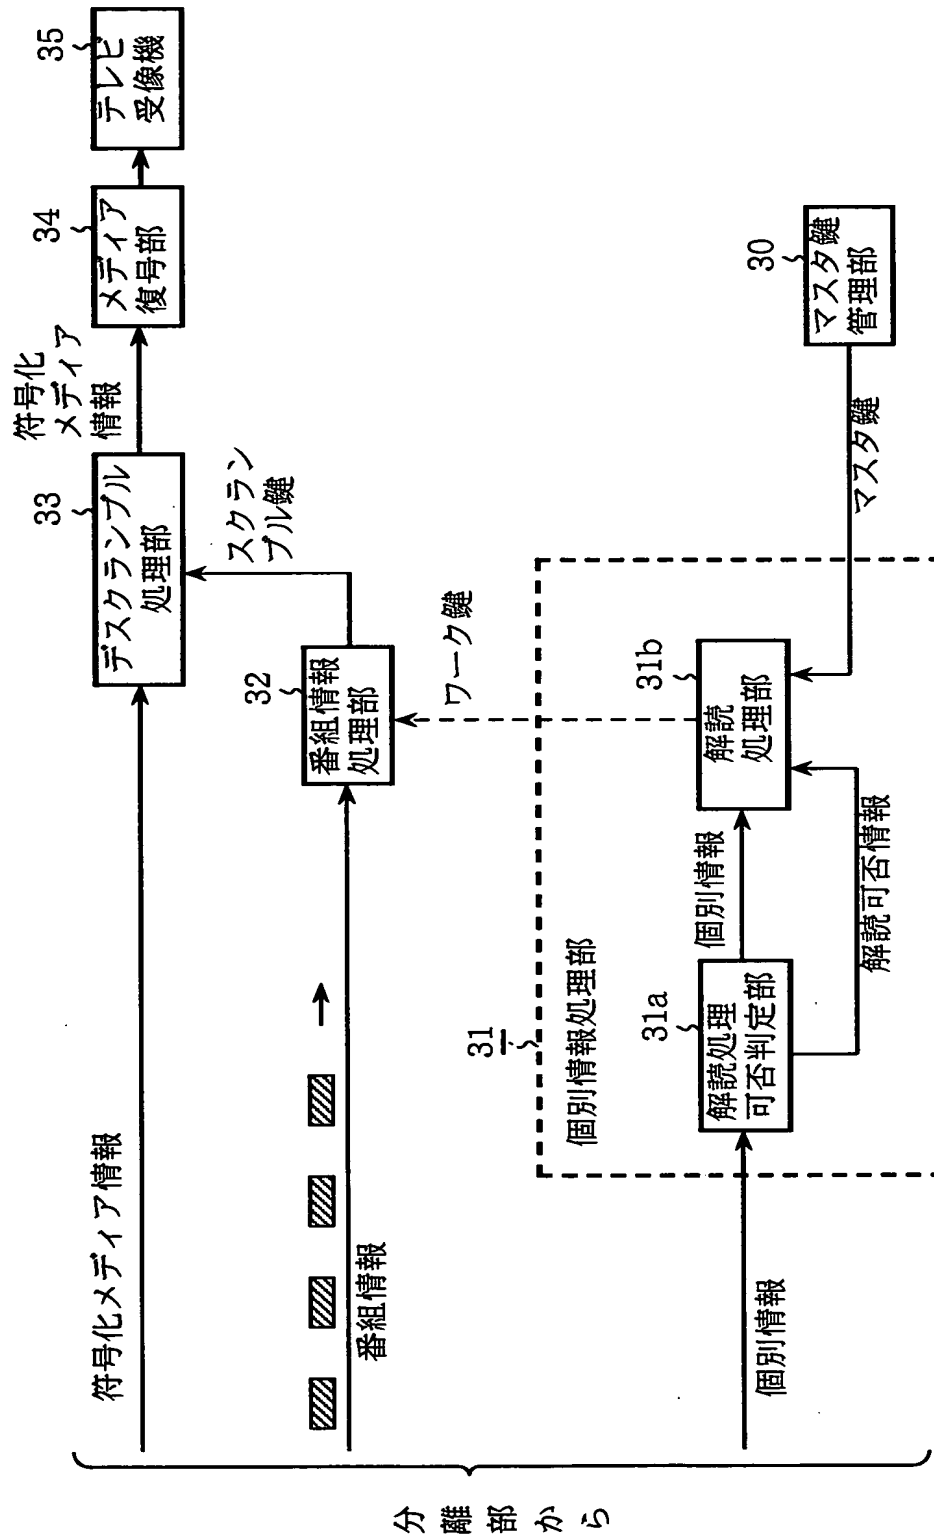 分離部から
符号化メディア情報
33
デスクランブル
処理部
符号化
メディア
情報
34
メディア
復号部
35
テレビ
受像機
番組情報
32
番組情報
処理部
スクラン
ブル鍵
ワーク鍵
31
個別情報処理部
個別情報
31a
解読処理
可否判定部
個別情報
解読可否情報
31b
解読
処理部
マスタ鍵
30
マスタ鍵
管理部